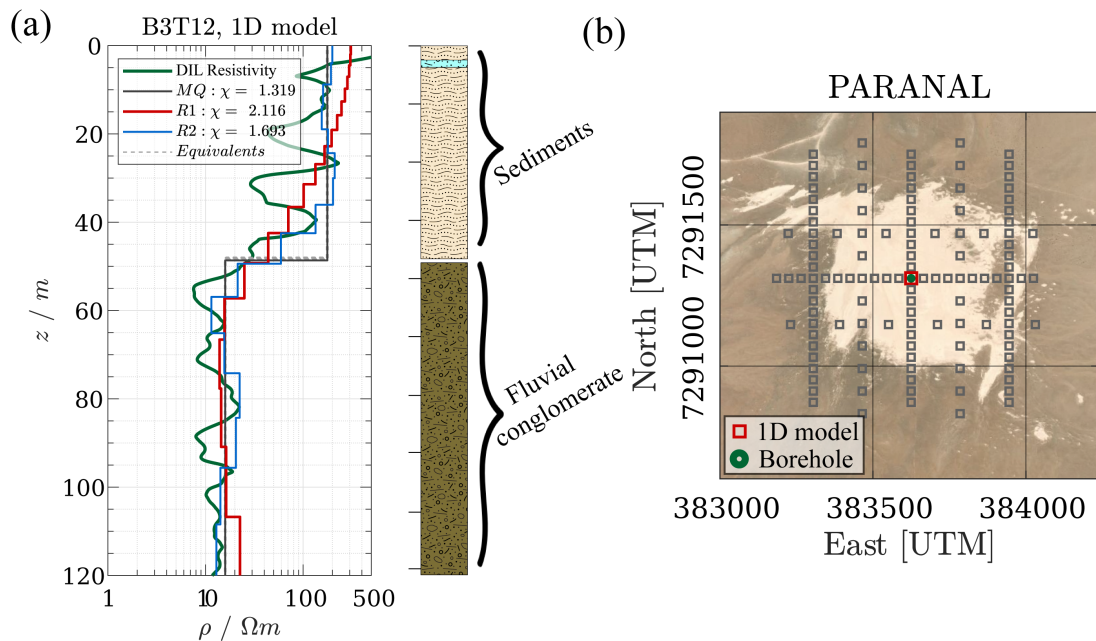 (a)
B3T12, 1D model
0
20
40
60
80
100
120
z / m
DIL Resistivity
MQ : χ = 1.319
R1 : χ = 2.116
R2 : χ = 1.693
Equivalents
1
10
100
500
ρ / Ωm
Sediments
Fluvial
conglomerate
(b)
PARANAL
7291500
7291000
North [UTM]
1D model
Borehole
383000
383500
384000
East [UTM]